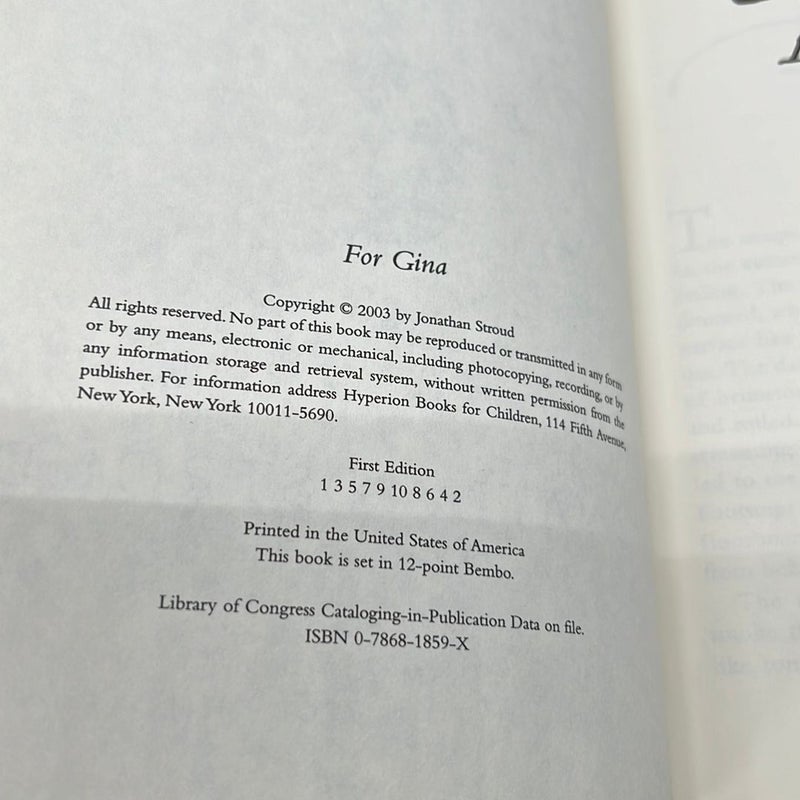 For Gina
Copyright © 2003 by Jonathan Stroud
All rights reserved. No part of this book may be reproduced or transmitted in any form
or by any means, electronic or mechanical, including photocopying, recording, or by
any information storage and retrieval system, without written permission from the
publisher. For information address Hyperion Books for Children, 114 Fifth Avenue,
New York, New York 10011-5690.
First Edition
1 3 5 7 9 10 8 6 4 2
Printed in the United States of America
This book is set in 12-point Bembo.
Library of Congress Cataloging-in-Publication Data on file.
ISBN 0-7868-1859-X